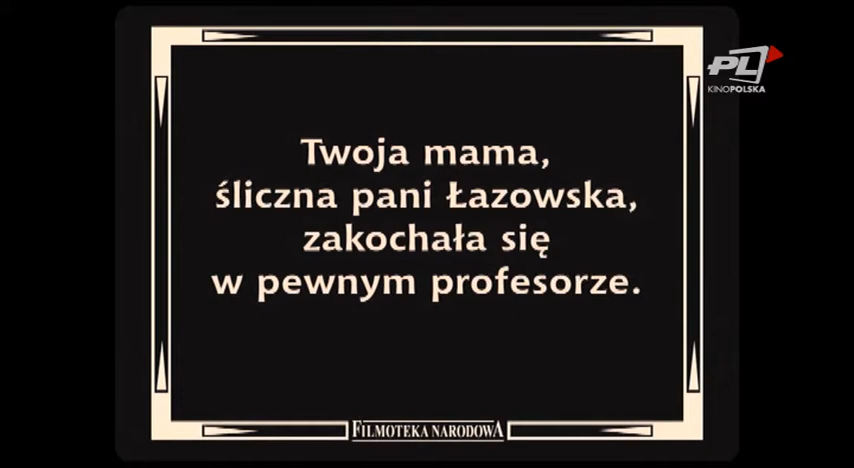 PL
KINOPOLSKA
Twoja mama,
śliczna pani Łazowska,
zakochała się
w pewnym profesorze.
FILMOTEKA NARODOWA